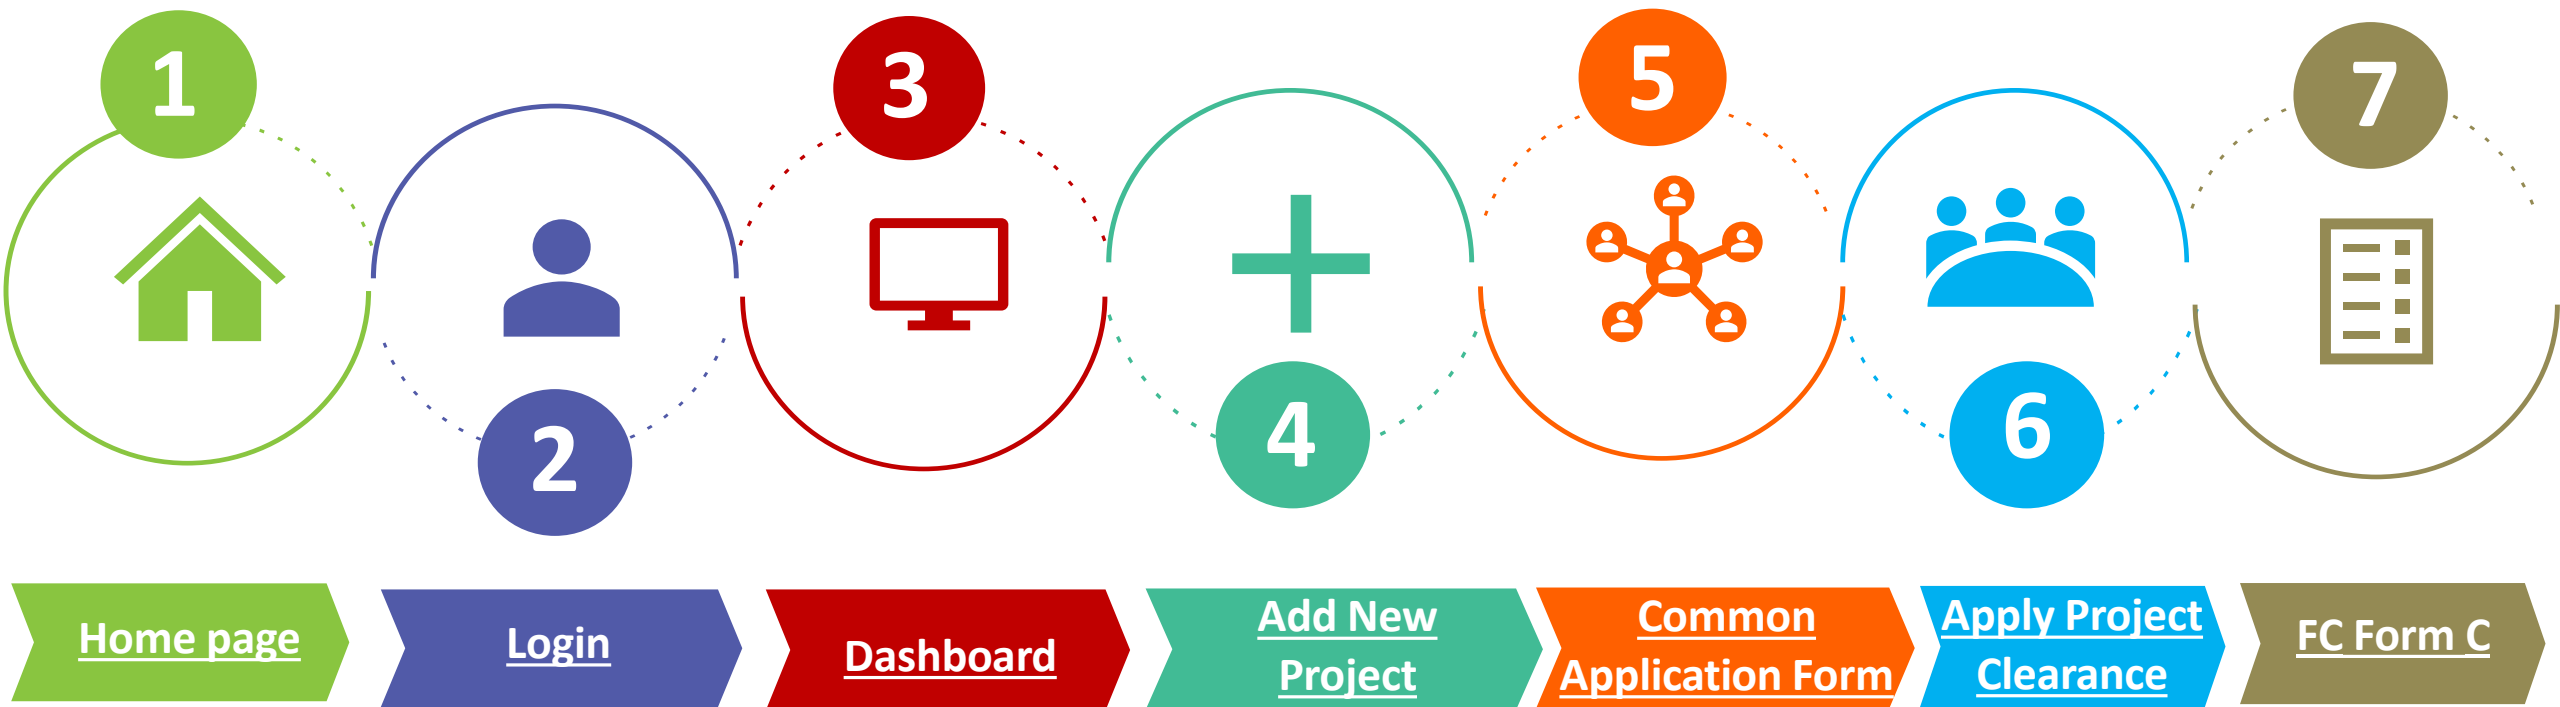 1
2
3
4
5
6
7
Home page
Login
Dashboard
Add New
Project
Common
Application Form
Apply Project
Clearance
FC Form C